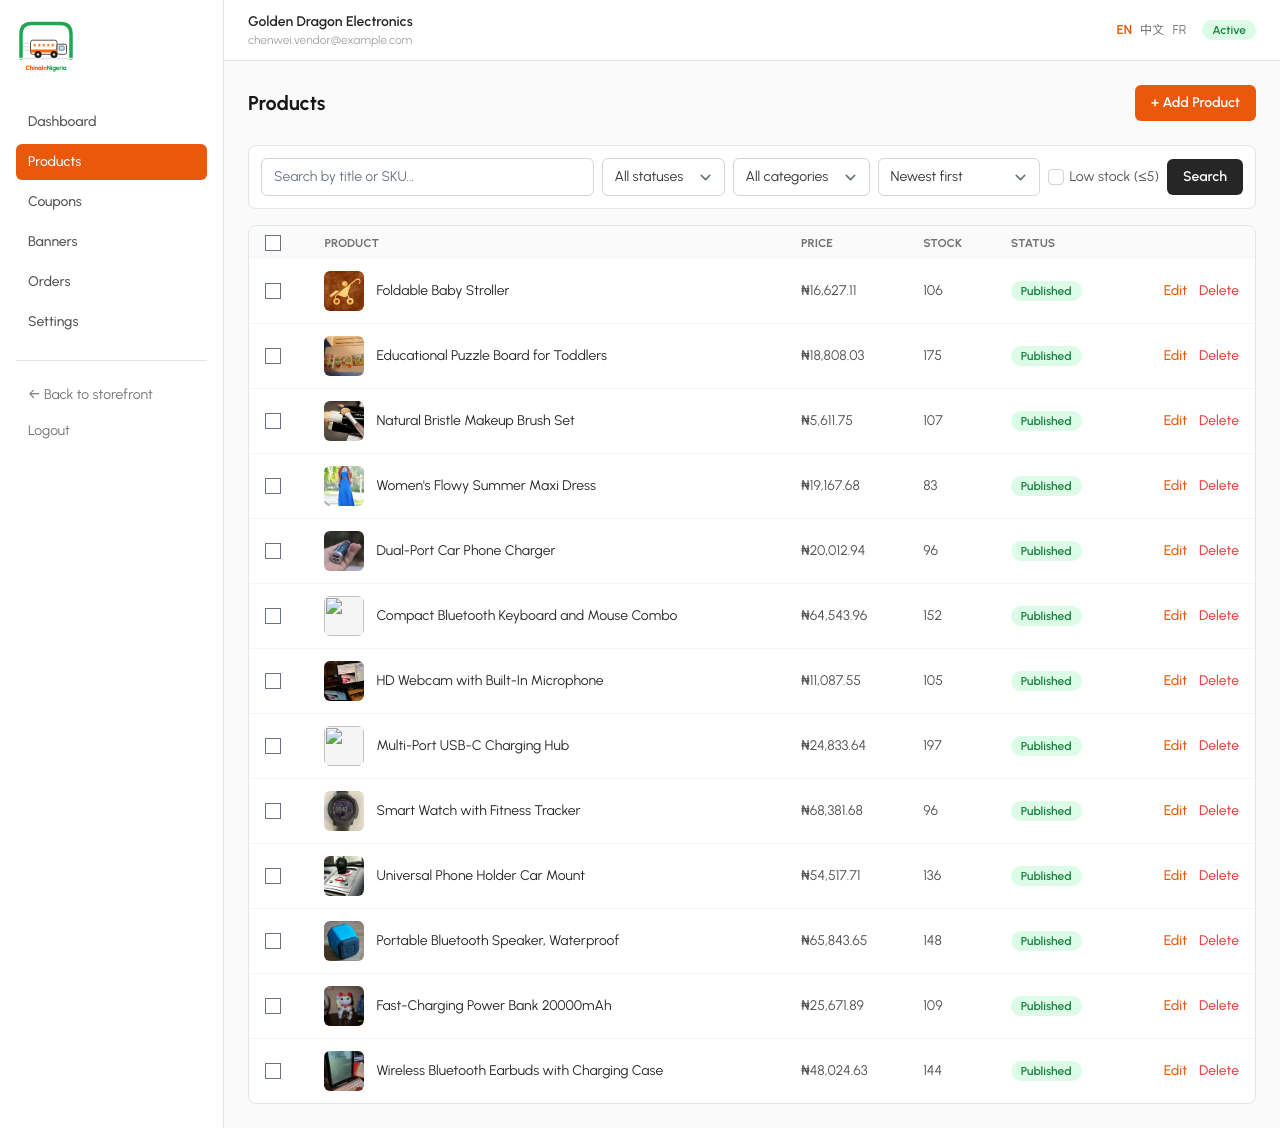 ChinaInNigeria
Golden Dragon Electronics
chenwei.vendor@example.com
EN 中文 FR Active
Dashboard
Products
Coupons
Banners
Orders
Settings
← Back to storefront
Logout
Products
+ Add Product
Search by title or SKU...
All statuses
All categories
Newest first
Low stock (≤5)
Search
PRODUCT PRICE STOCK STATUS
Foldable Baby Stroller ₦16,627.11 106 Published Edit Delete
Educational Puzzle Board for Toddlers ₦18,808.03 175 Published Edit Delete
Natural Bristle Makeup Brush Set ₦5,611.75 107 Published Edit Delete
Women's Flowy Summer Maxi Dress ₦19,167.68 83 Published Edit Delete
Dual-Port Car Phone Charger ₦20,012.94 96 Published Edit Delete
Compact Bluetooth Keyboard and Mouse Combo ₦64,543.96 152 Published Edit Delete
HD Webcam with Built-In Microphone ₦11,087.55 105 Published Edit Delete
Multi-Port USB-C Charging Hub ₦24,833.64 197 Published Edit Delete
Smart Watch with Fitness Tracker ₦68,381.68 96 Published Edit Delete
Universal Phone Holder Car Mount ₦54,517.71 136 Published Edit Delete
Portable Bluetooth Speaker, Waterproof ₦65,843.65 148 Published Edit Delete
Fast-Charging Power Bank 20000mAh ₦25,671.89 109 Published Edit Delete
Wireless Bluetooth Earbuds with Charging Case ₦48,024.63 144 Published Edit Delete